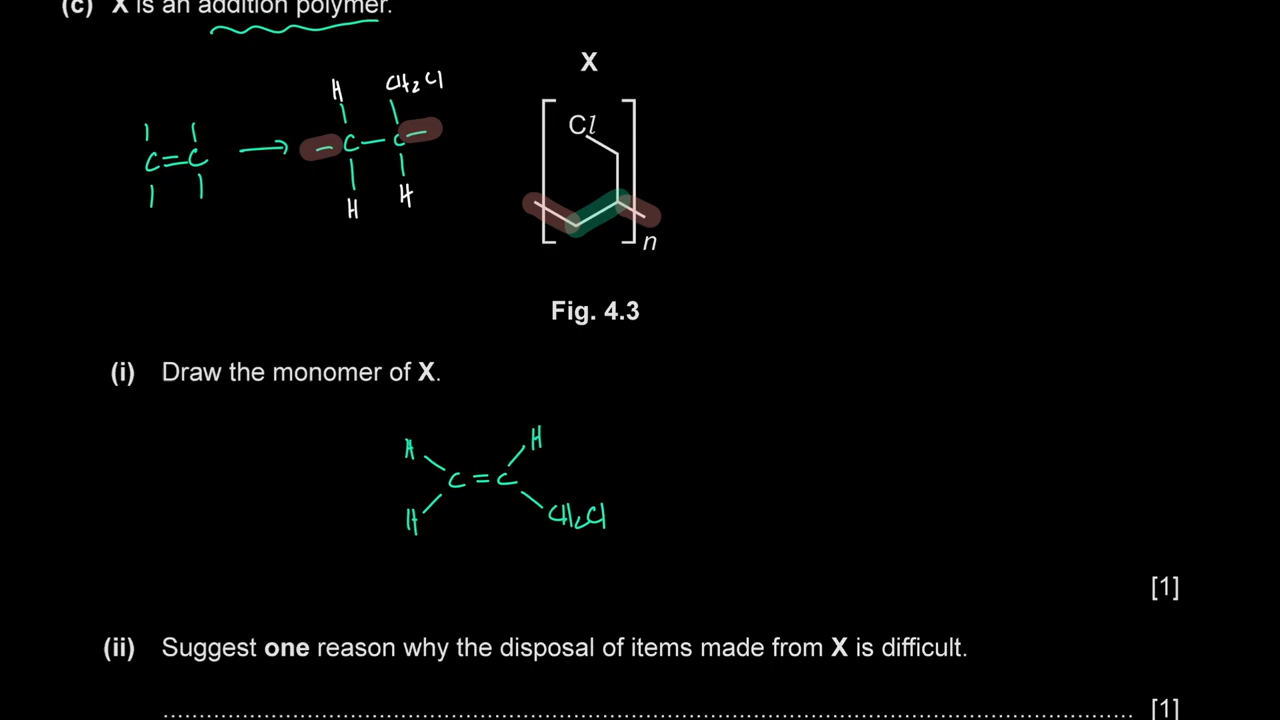 (c) X is an addition polymer.
X
H CH₂Cl
Cl
C=C → –C–C–
H H
n
Fig. 4.3
(i) Draw the monomer of X.
H H
C=C
H CH₂Cl
[1]
(ii) Suggest one reason why the disposal of items made from X is difficult.
[1]